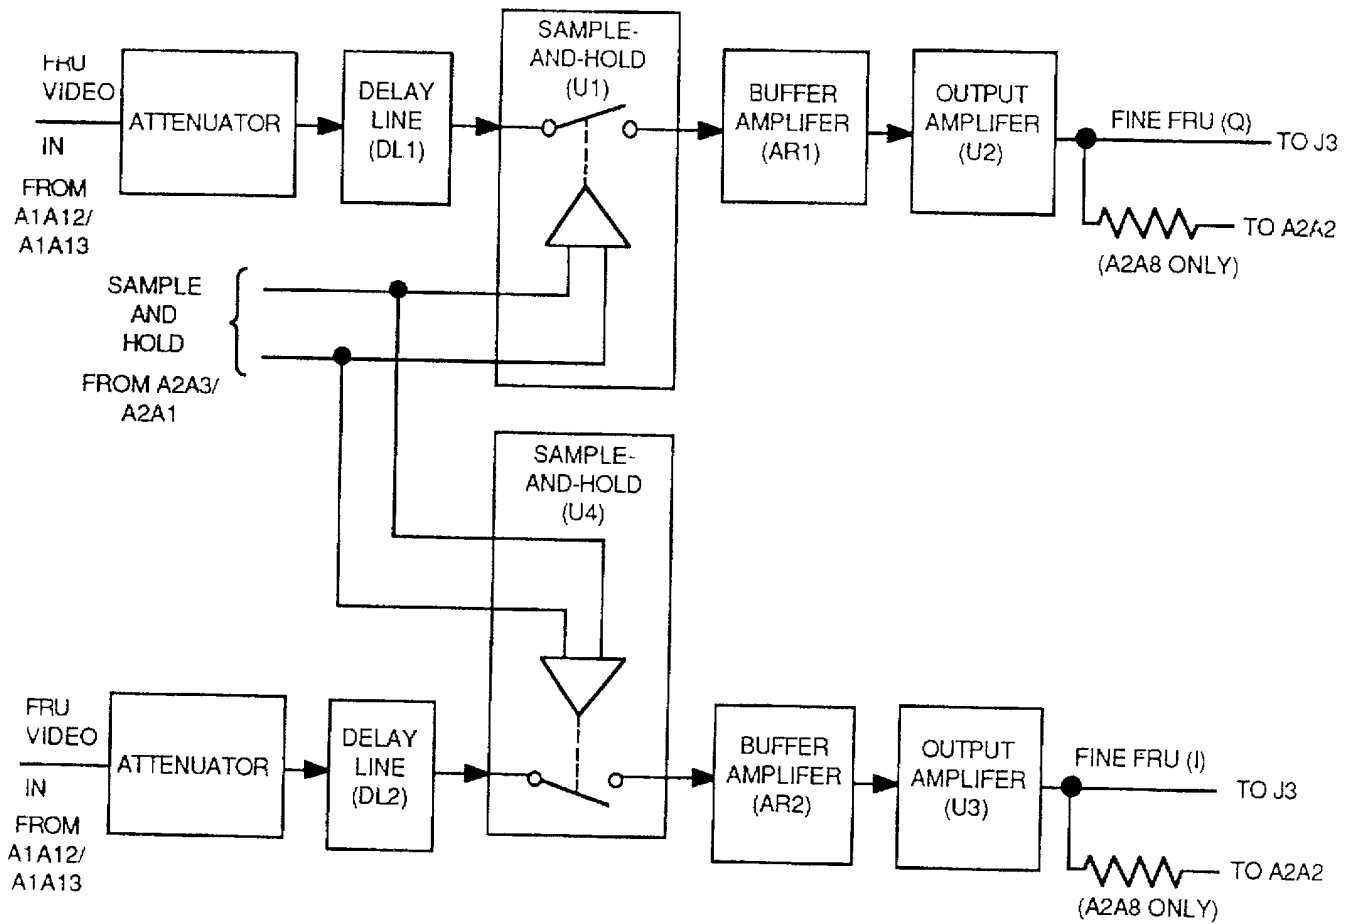 FRU
VIDEO
IN
FROM
A1A12/
A1A13
ATTENUATOR
DELAY
LINE
(DL1)
SAMPLE-
AND-HOLD
(U1)
BUFFER
AMPLIFER
(AR1)
OUTPUT
AMPLIFER
(U2)
FINE FRU (Q)
TO J3
TO A2A2
(A2A8 ONLY)
SAMPLE
AND
HOLD
FROM A2A3/
A2A1
SAMPLE-
AND-HOLD
(U4)
FRU
VIDEO
IN
FROM
A1A12/
A1A13
ATTENUATOR
DELAY
LINE
(DL2)
BUFFER
AMPLIFER
(AR2)
OUTPUT
AMPLIFER
(U3)
FINE FRU (I)
TO J3
TO A2A2
(A2A8 ONLY)